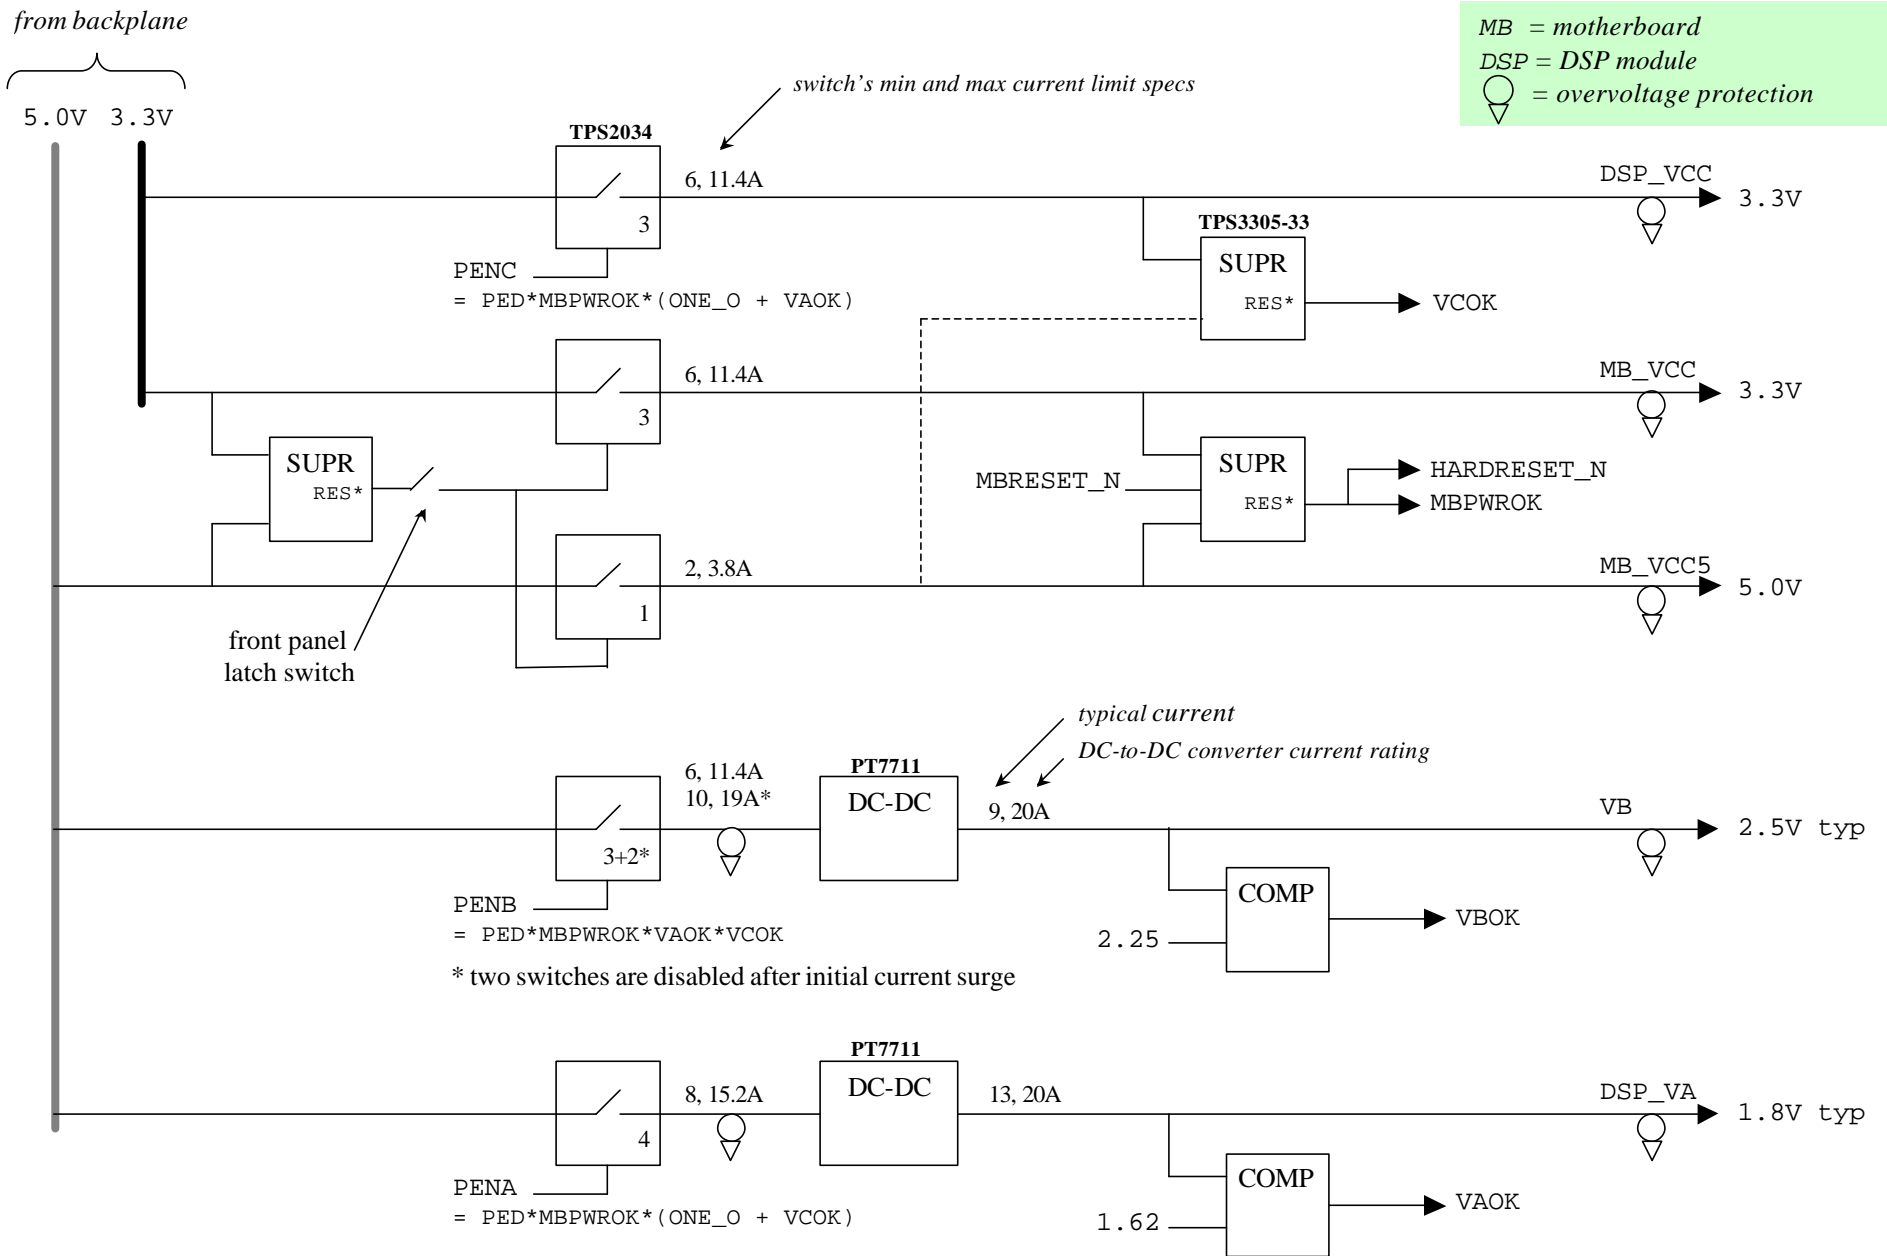 from backplane
5.0V 3.3V
MB = motherboard
DSP = DSP module
= overvoltage protection
switch's min and max current limit specs
TPS2034
6, 11.4A
3
PENC
= PED*MBPWROK*(ONE_O + VAOK)
DSP_VCC
3.3V
TPS3305-33
SUPR
RES*
VCOK
6, 11.4A
3
MB_VCC
3.3V
SUPR
RES*
MBRESET_N
SUPR
RES*
HARDRESET_N
MBPWROK
2, 3.8A
1
MB_VCC5
5.0V
front panel
latch switch
typical current
DC-to-DC converter current rating
6, 11.4A
10, 19A*
3+2*
PT7711
DC-DC
9, 20A
VB
2.5V typ
PENB
= PED*MBPWROK*VAOK*VCOK
* two switches are disabled after initial current surge
COMP
2.25
VBOK
PT7711
DC-DC
8, 15.2A
4
13, 20A
DSP_VA
1.8V typ
PENA
= PED*MBPWROK*(ONE_O + VCOK)
COMP
1.62
VAOK